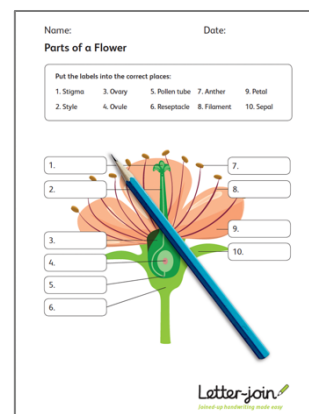 Name: Date:
Parts of a Flower
Put the labels into the correct places:
1. Stigma 3. Ovary 5. Pollen tube 7. Anther 9. Petal
2. Style 4. Ovule 6. Reseptacle 8. Filament 10. Sepal
1. 7.
2. 8.
3. 9.
4. 10.
5.
6.
Letter-join
Joined-up handwriting made easy